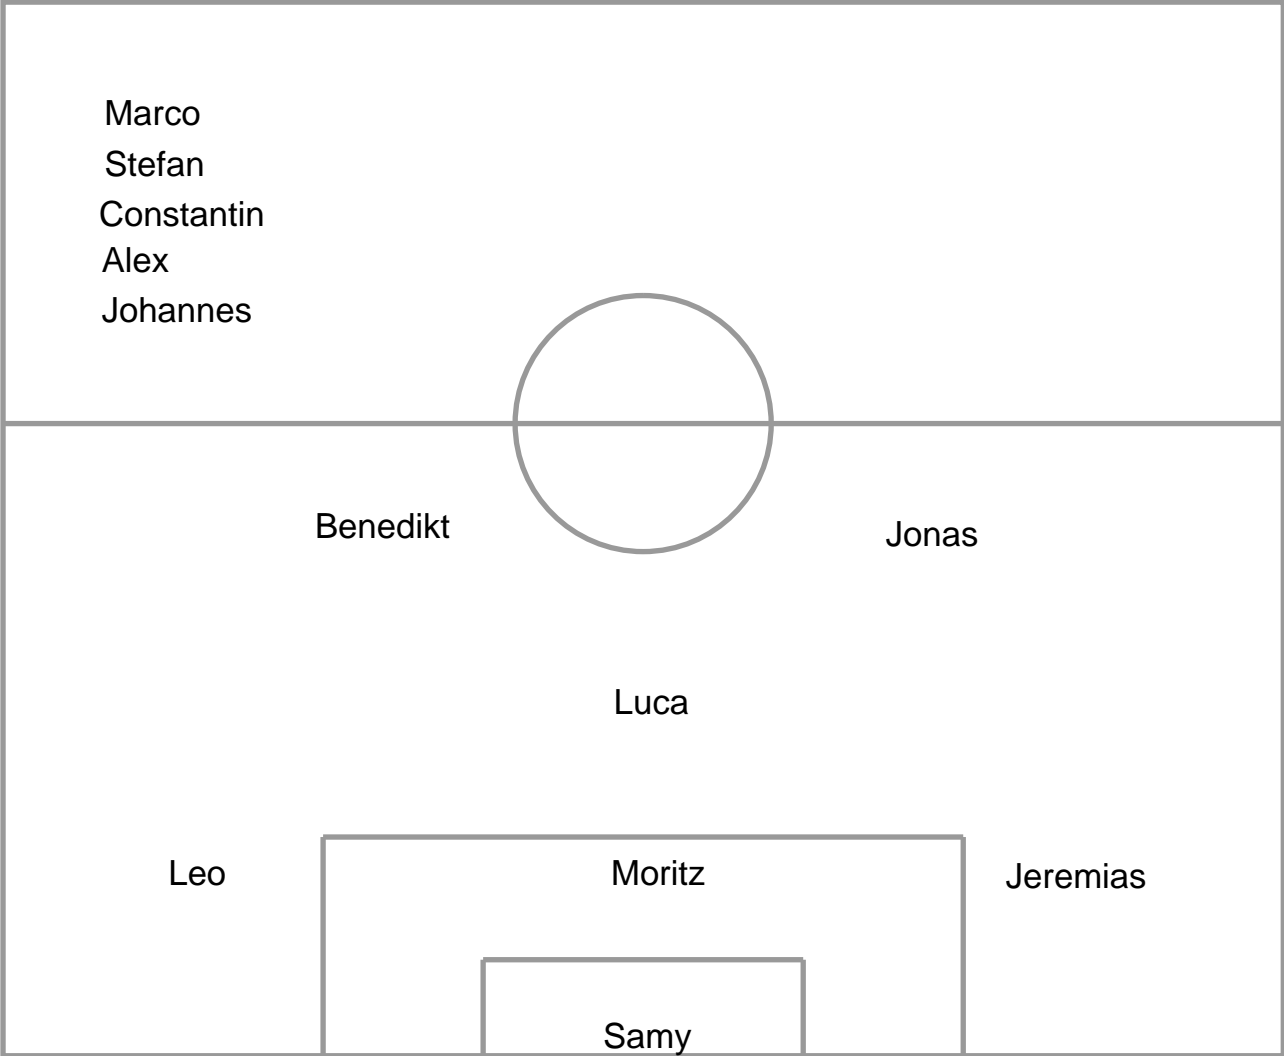 Marco
Stefan
Constantin
Alex
Johannes
Benedikt
Jonas
Luca
Leo
Moritz
Jeremias
Samy